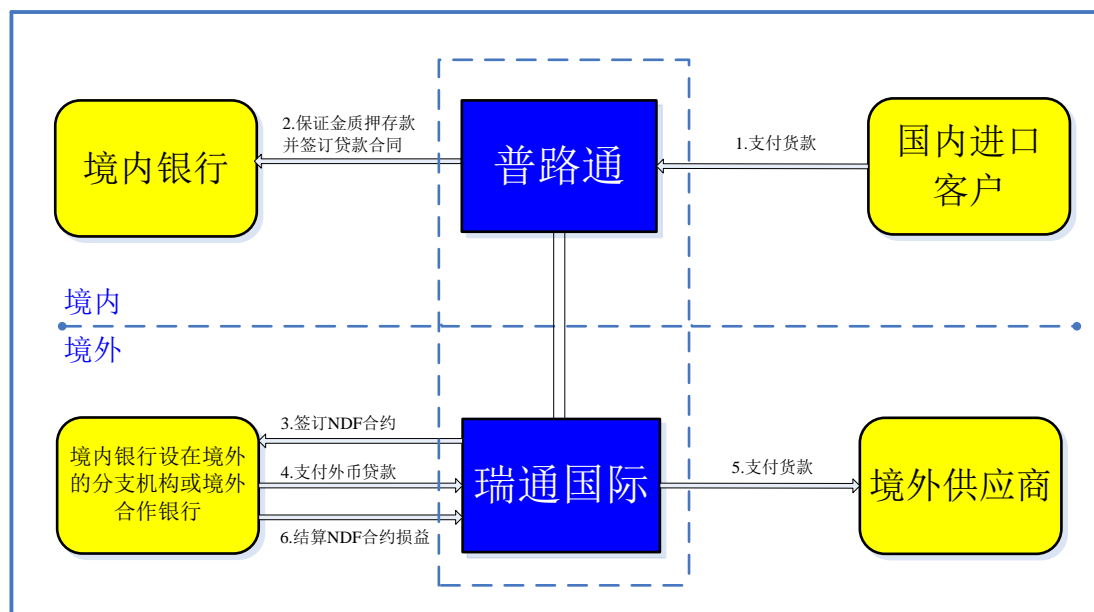 境内银行
2.保证金质押存款
并签订贷款合同
普路通
1.支付货款
国内进口
客户
境内
境外
境内银行设在境外
的分支机构或境外
合作银行
3.签订NDF合约
4.支付外币贷款
6.结算NDF合约损益
瑞通国际
5.支付货款
境外供应商